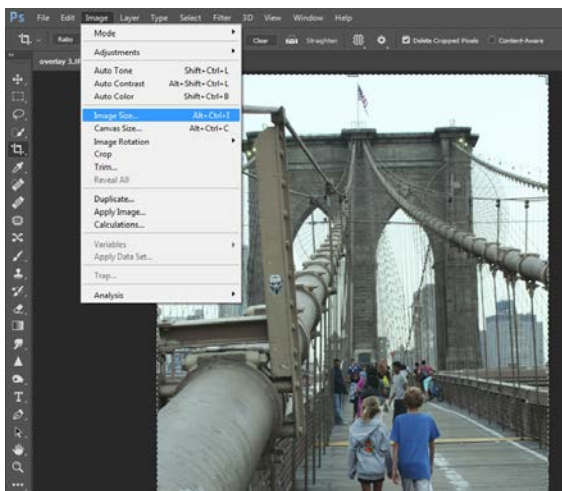 Ps File Edit Image Layer Type Select Filter 3D View Window Help
Ratio Clear Straighten Delete Cropped Pixels Content-Aware
overlay 3.
Mode
Adjustments
Auto Tone Shift+Ctrl+L
Auto Contrast Alt+Shift+Ctrl+L
Auto Color Shift+Ctrl+B
Image Size... Alt+Ctrl+I
Canvas Size... Alt+Ctrl+C
Image Rotation
Crop
Trim...
Reveal All
Duplicate...
Apply Image...
Calculations...
Variables
Apply Data Set...
Trap...
Analysis